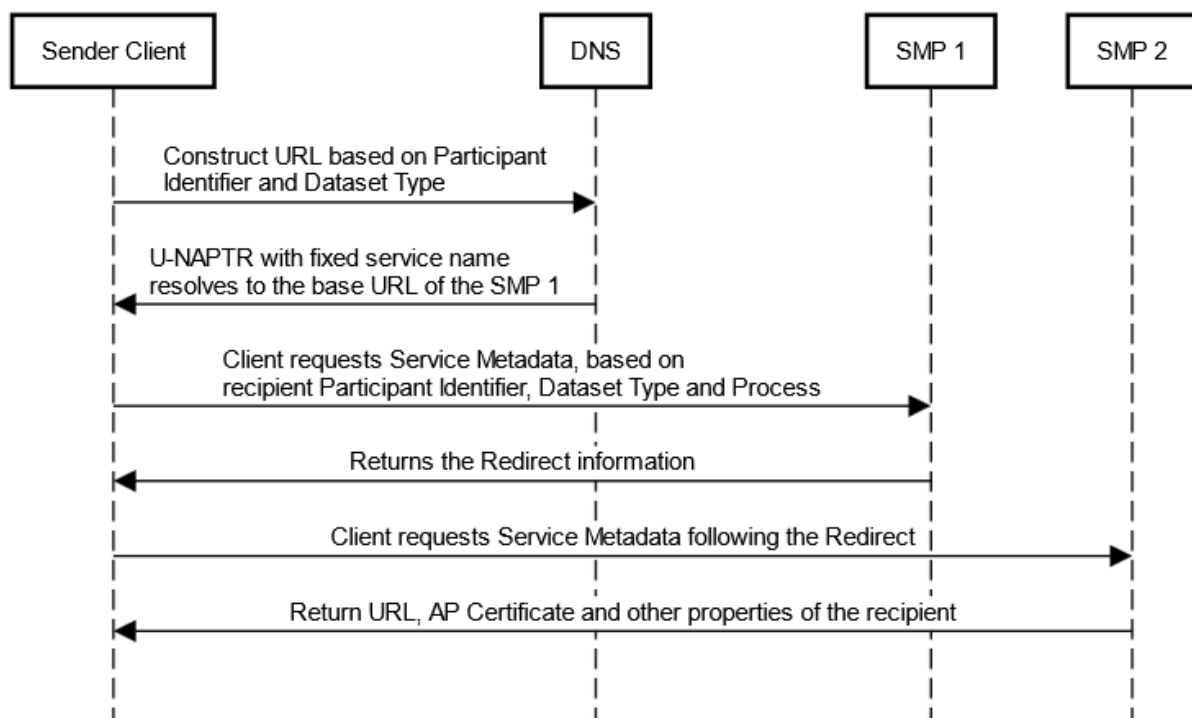 Sender Client
DNS
SMP 1
SMP 2
Construct URL based on Participant
Identifier and Dataset Type
U-NAPTR with fixed service name
resolves to the base URL of the SMP 1
Client requests Service Metadata, based on
recipient Participant Identifier, Dataset Type and Process
Returns the Redirect information
Client requests Service Metadata following the Redirect
Return URL, AP Certificate and other properties of the recipient